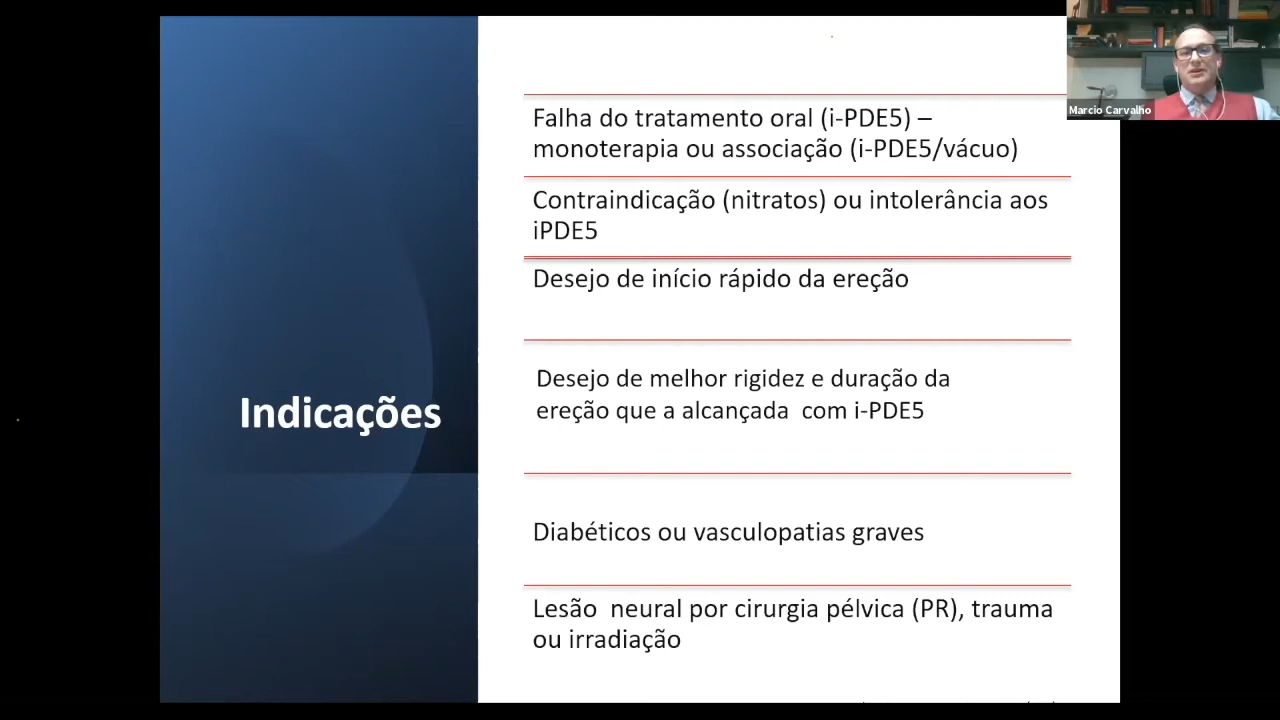 Marcio Carvalho
Indicações
Falha do tratamento oral (i-PDE5) –
monoterapia ou associação (i-PDE5/vácuo)
Contraindicação (nitratos) ou intolerância aos
iPDE5
Desejo de início rápido da ereção
Desejo de melhor rigidez e duração da
ereção que a alcançada  com i-PDE5
Diabéticos ou vasculopatias graves
Lesão  neural por cirurgia pélvica (PR), trauma
ou irradiação